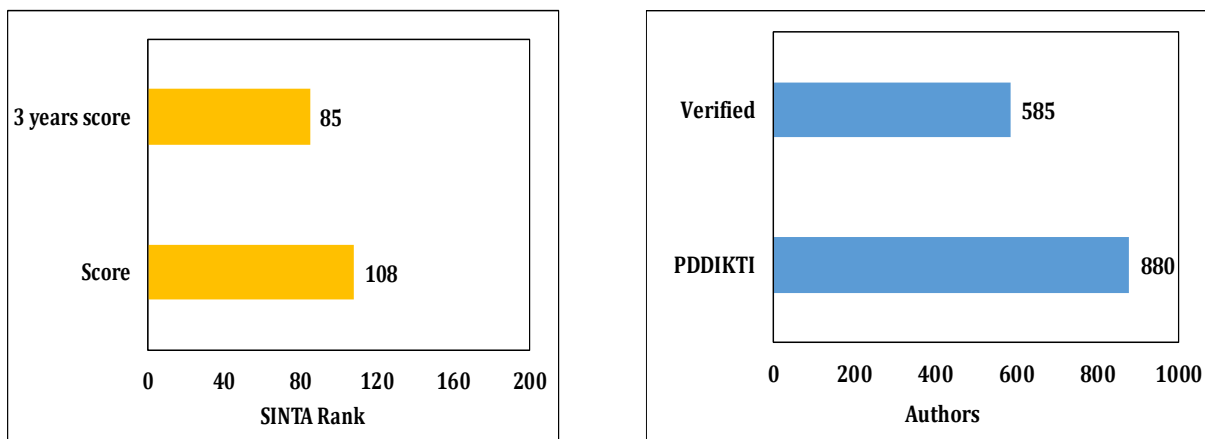 3 years score
85
Score
108
0 40 80 120 160 200
SINTA Rank
Verified
585
PDDIKTI
880
0 200 400 600 800 1000
Authors